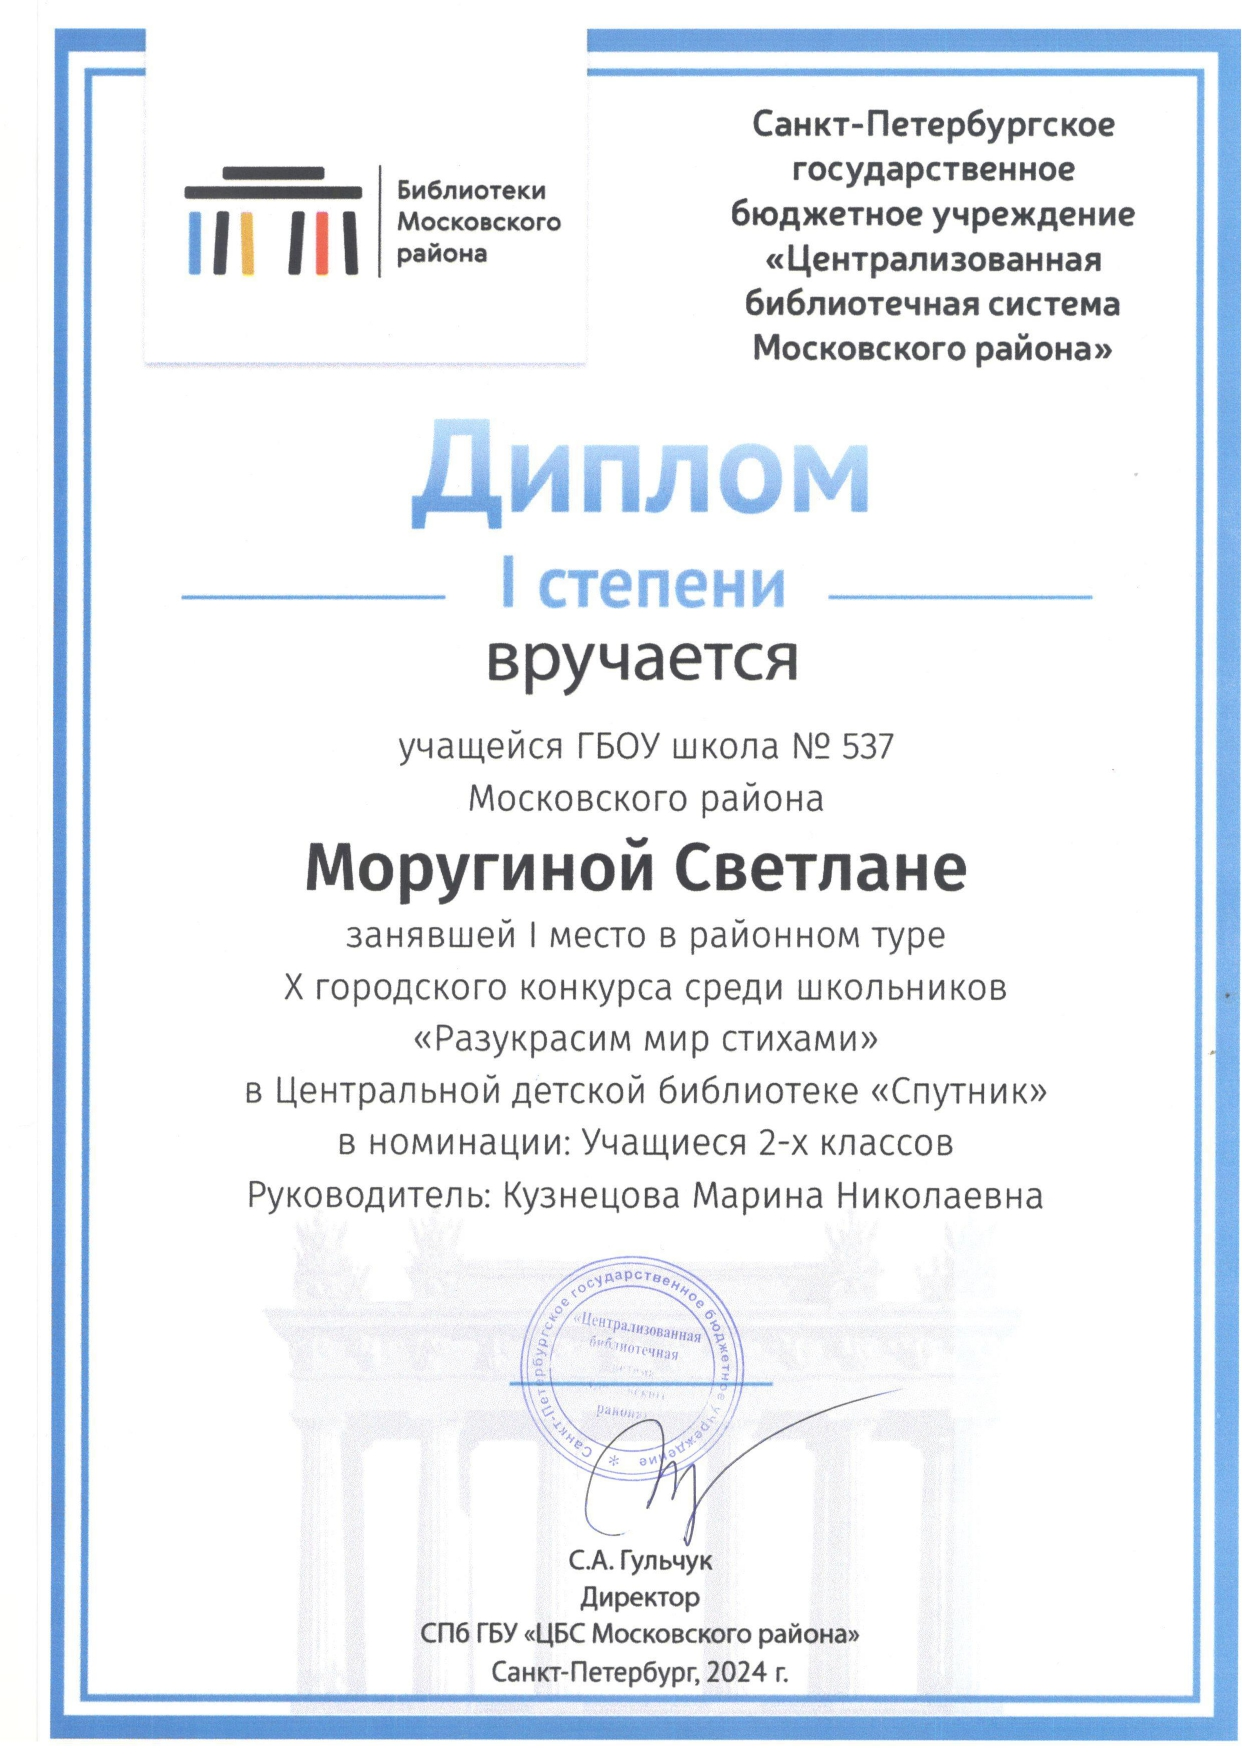 Библиотеки
Московского
района
Санкт-Петербургское
государственное
бюджетное учреждение
«Централизованная
библиотечная система
Московского района»
Диплом
I степени
вручается
учащейся ГБОУ школа № 537
Московского района
Моругиной Светлане
занявшей I место в районном туре
X городского конкурса среди школьников
«Разукрасим мир стихами»
в Центральной детской библиотеке «Спутник»
в номинации: Учащиеся 2-х классов
Руководитель: Кузнецова Марина Николаевна
Санкт-Петербургское государственное бюджетное учреждение *
«Централизованная
библиотечная
района»
С.А. Гульчук
Директор
СПб ГБУ «ЦБС Московского района»
Санкт-Петербург, 2024 г.